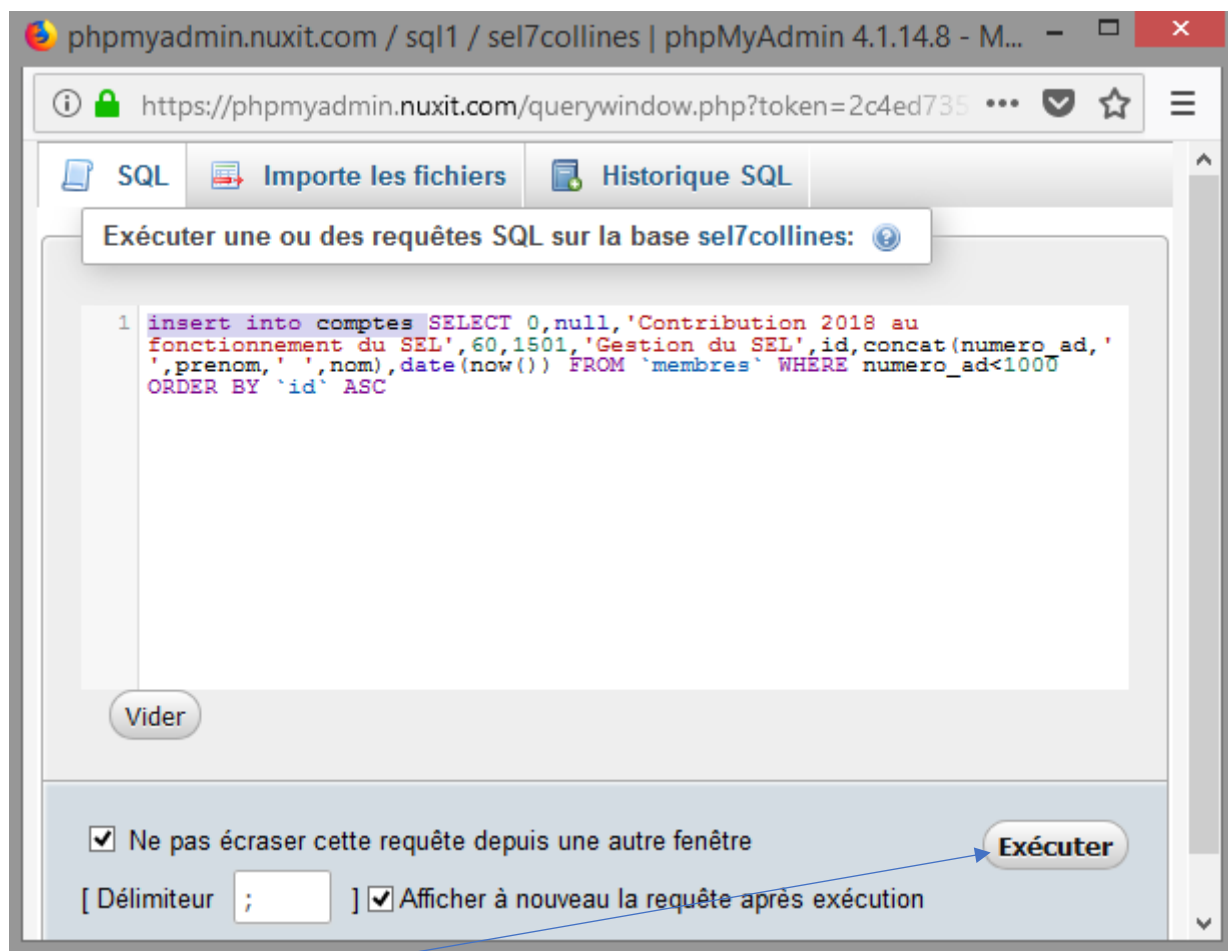 phpmyadmin.nuxit.com / sql1 / sel7collines | phpMyAdmin 4.1.14.8 - M...
https://phpmyadmin.nuxit.com/querywindow.php?token=2c4ed735
SQL Importe les fichiers Historique SQL
Exécuter une ou des requêtes SQL sur la base sel7collines:
1 insert into comptes SELECT 0,null,'Contribution 2018 au
fonctionnement du SEL',60,1501,'Gestion du SEL',id,concat(numero_ad,'
',prenom,' ',nom),date(now()) FROM `membres` WHERE numero_ad<1000
ORDER BY `id` ASC
Vider
Ne pas écraser cette requête depuis une autre fenêtre
Exécuter
[ Délimiteur ; ] Afficher à nouveau la requête après exécution